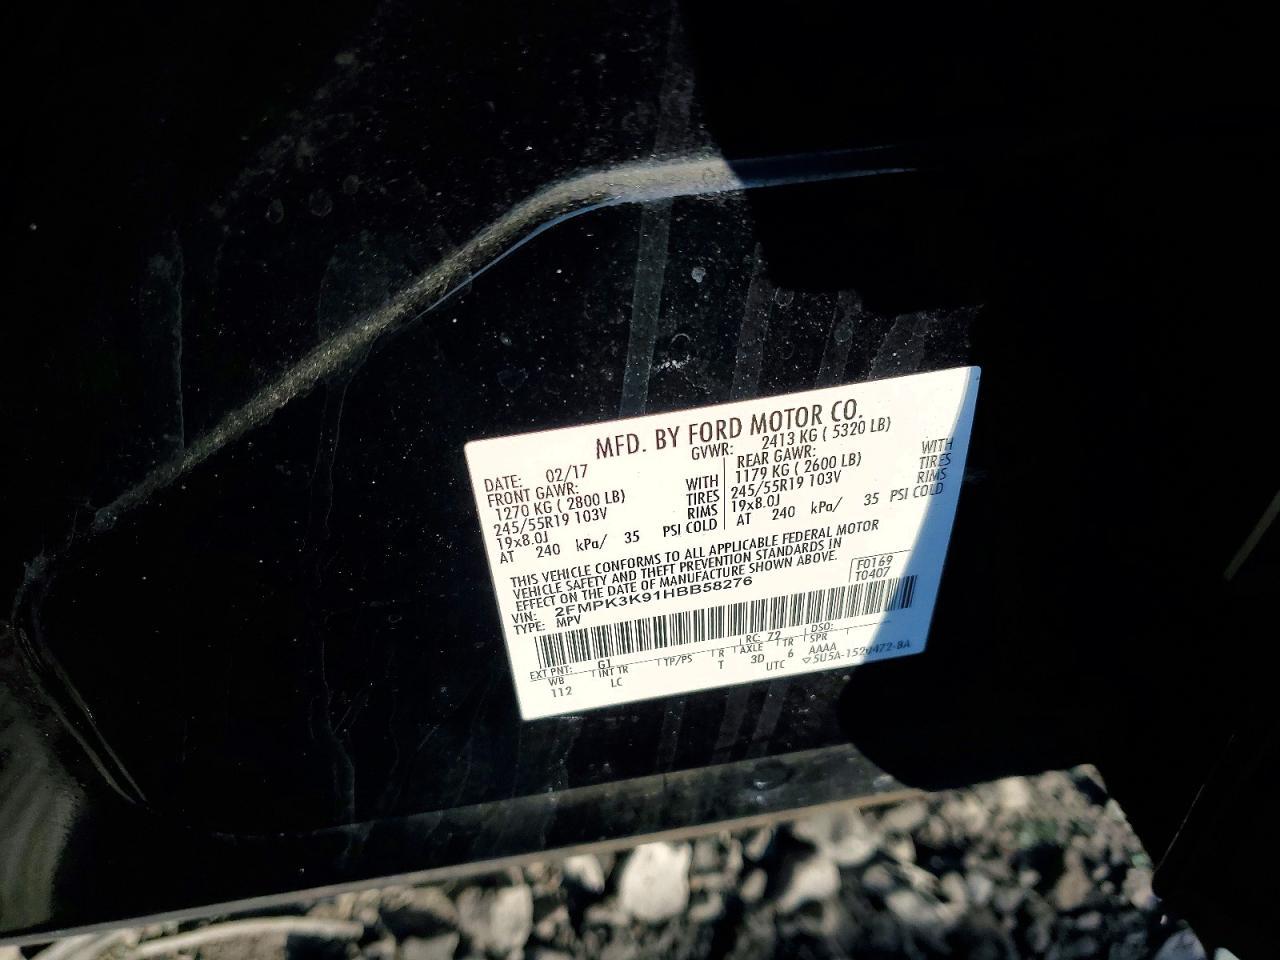 MFD. BY FORD MOTOR CO.
DATE: 02/17 GVWR: 2413 KG ( 5320 LB)
FRONT GAWR: REAR GAWR:
1270 KG ( 2800 LB) WITH 1179 KG ( 2600 LB) WITH
245/55R19 103V TIRES 245/55R19 103V TIRES
19x8.0J RIMS 19x8.0J RIMS
AT 240 kPa/ 35 PSI COLD AT 240 kPa/ 35 PSI COLD
THIS VEHICLE CONFORMS TO ALL APPLICABLE FEDERAL MOTOR
VEHICLE SAFETY AND THEFT PREVENTION STANDARDS IN
EFFECT ON THE DATE OF MANUFACTURE SHOWN ABOVE.
VIN: 2FMPK3K91HBB58276 F0169
TYPE: MPV T0407
EXT PNT: G1 RC: 72 DSO:
WB INT TR TP/PS R AXLE TR SPR
112 LC T 3D 6 AAAA
UTC 5U5A-1520472-BA